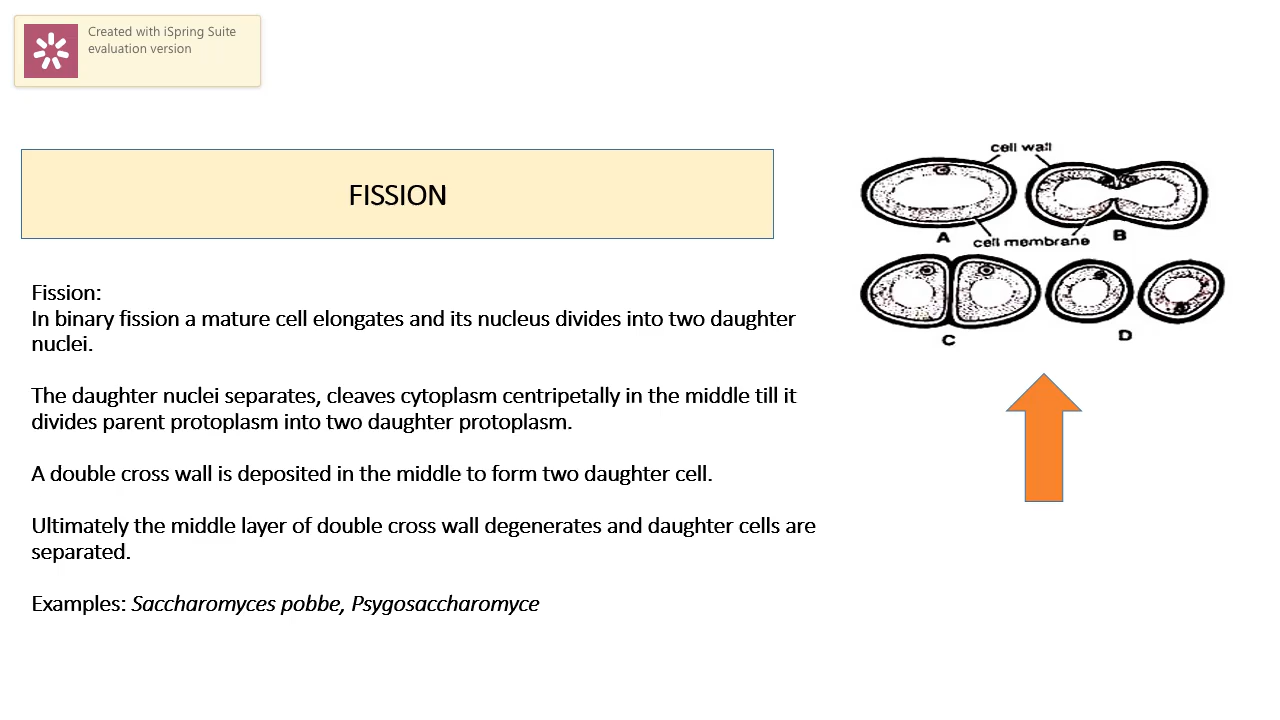 Created with iSpring Suite
evaluation version
FISSION
Fission:
In binary fission a mature cell elongates and its nucleus divides into two daughter
nuclei.
The daughter nuclei separates, cleaves cytoplasm centripetally in the middle till it
divides parent protoplasm into two daughter protoplasm.
A double cross wall is deposited in the middle to form two daughter cell.
Ultimately the middle layer of double cross wall degenerates and daughter cells are
separated.
Examples: Saccharomyces pobbe, Psygosaccharomyce
cell wall
A
cell membrane
B
C
D